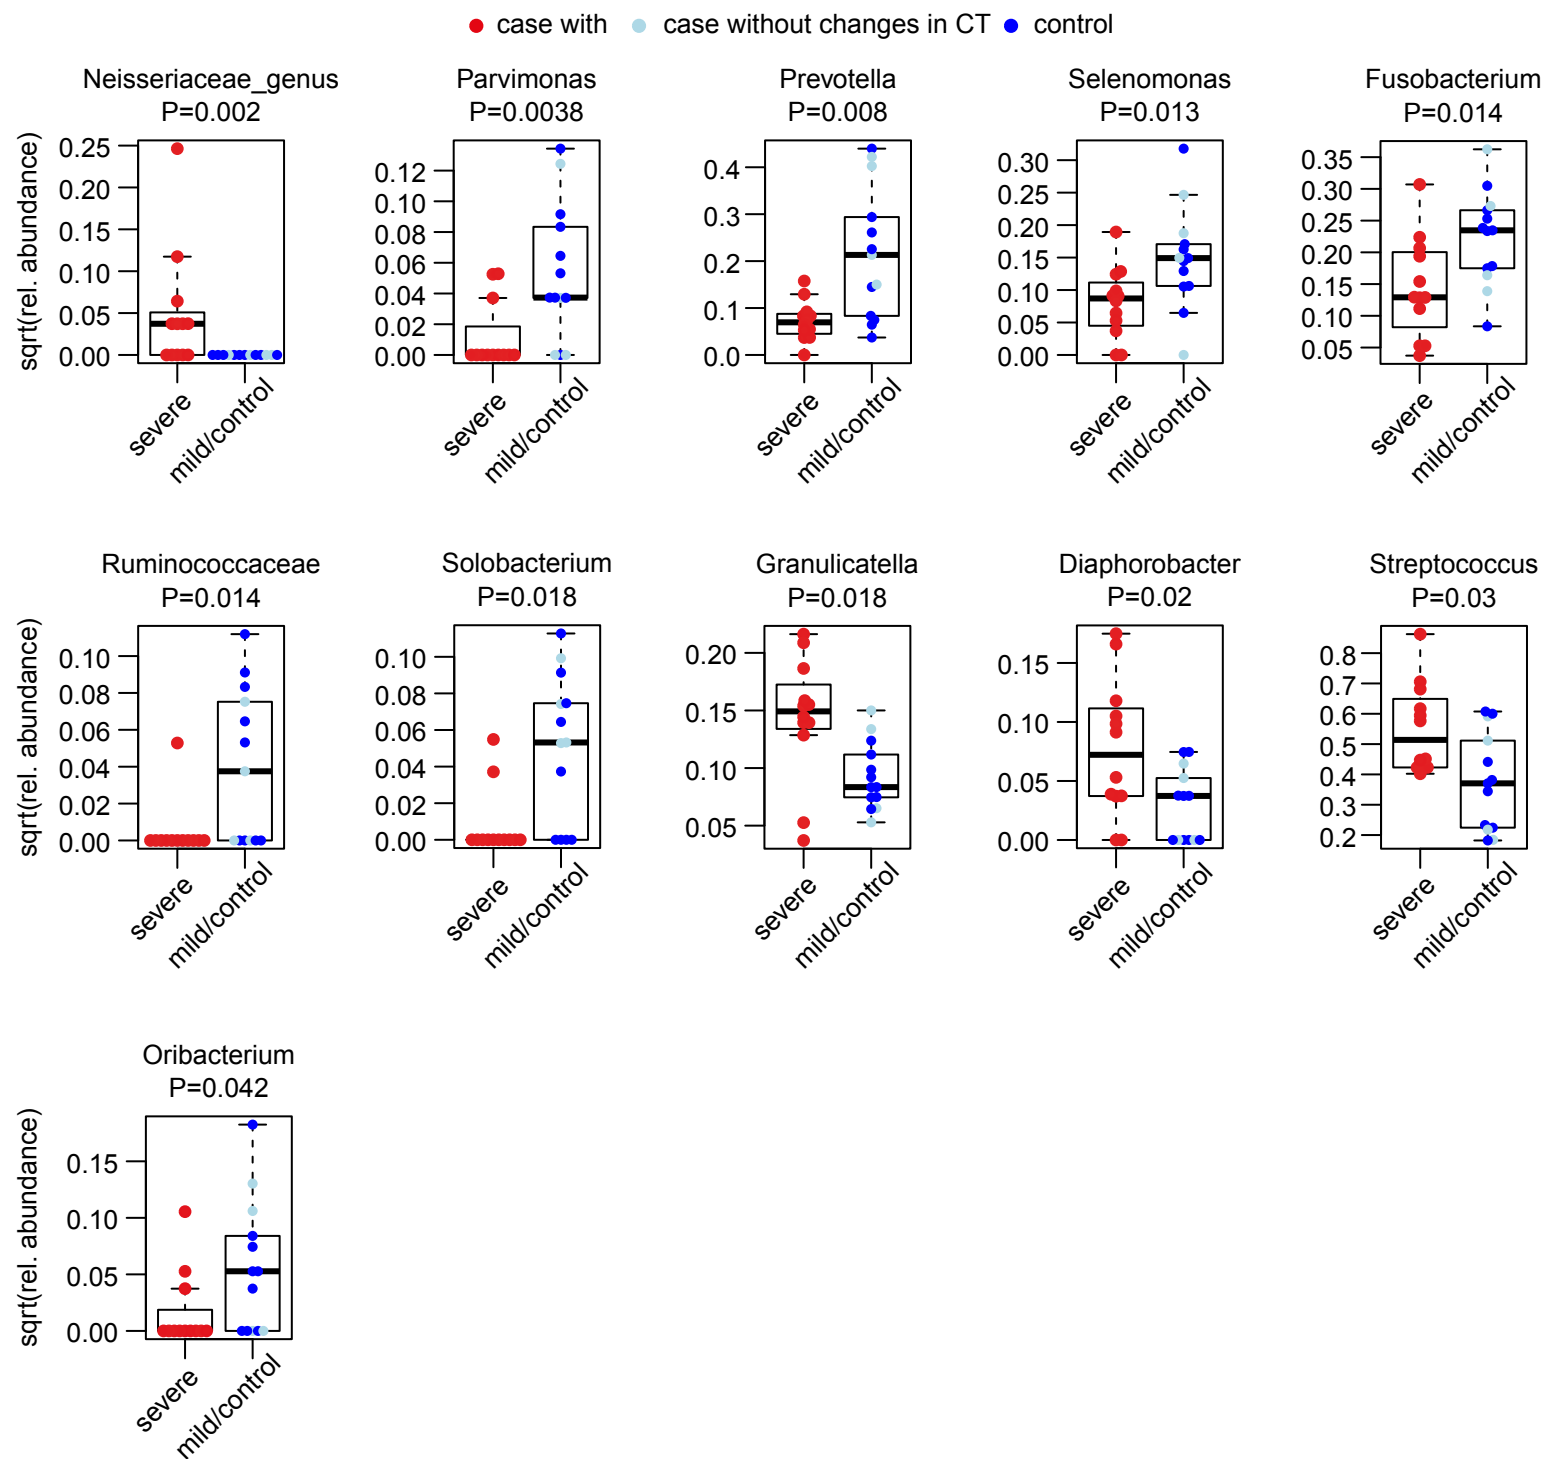 case with case without changes in CT control
Neisseriaceae_genus
P=0.002
Parvimonas
P=0.0038
Prevotella
P=0.008
Selenomonas
P=0.013
Fusobacterium
P=0.014
sqrt(rel. abundance)
0.25
0.20
0.15
0.10
0.05
0.00
severe
mild/control
0.12
0.10
0.08
0.06
0.04
0.02
0.00
severe
mild/control
0.4
0.3
0.2
0.1
0.0
severe
mild/control
0.30
0.25
0.20
0.15
0.10
0.05
0.00
severe
mild/control
0.35
0.30
0.25
0.20
0.15
0.10
0.05
severe
mild/control
Ruminococcaceae
P=0.014
Solobacterium
P=0.018
Granulicatella
P=0.018
Diaphorobacter
P=0.02
Streptococcus
P=0.03
sqrt(rel. abundance)
0.10
0.08
0.06
0.04
0.02
0.00
severe
mild/control
0.10
0.08
0.06
0.04
0.02
0.00
severe
mild/control
0.20
0.15
0.10
0.05
severe
mild/control
0.15
0.10
0.05
0.00
severe
mild/control
0.8
0.7
0.6
0.5
0.4
0.3
0.2
severe
mild/control
Oribacterium
P=0.042
sqrt(rel. abundance)
0.15
0.10
0.05
0.00
severe
mild/control